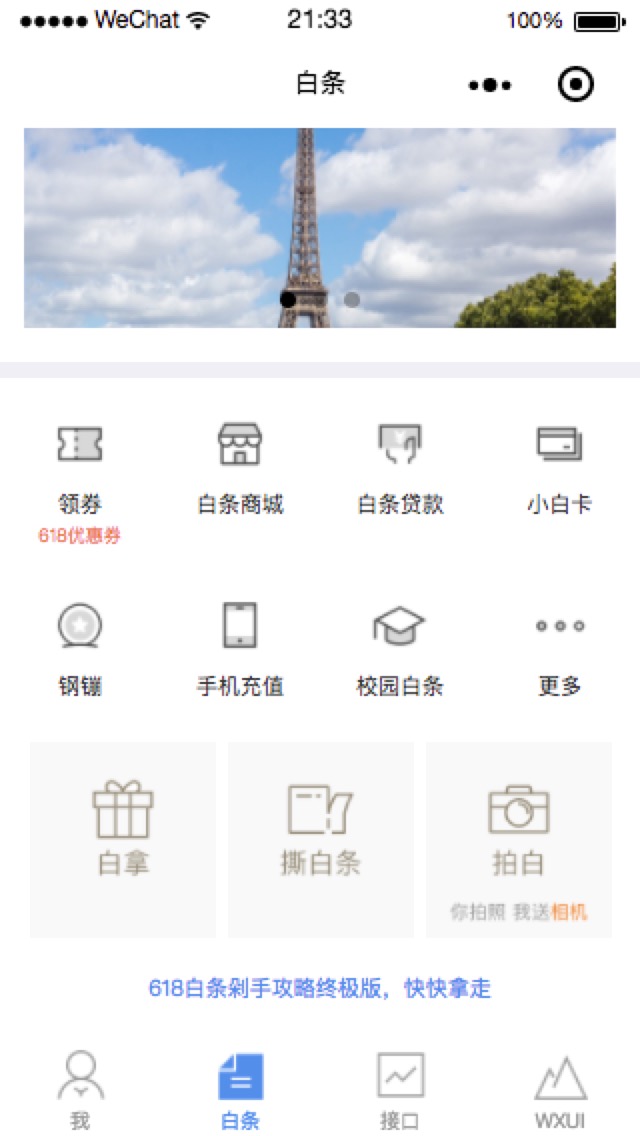 WeChat 21:33 100%
白条
领券 白条商城 白条贷款 小白卡
618优惠券
钢镚 手机充值 校园白条 更多
白拿 撕白条 拍白
你拍照 我送相机
618白条剁手攻略终极版，快快拿走
我 白条 接口 WXUI